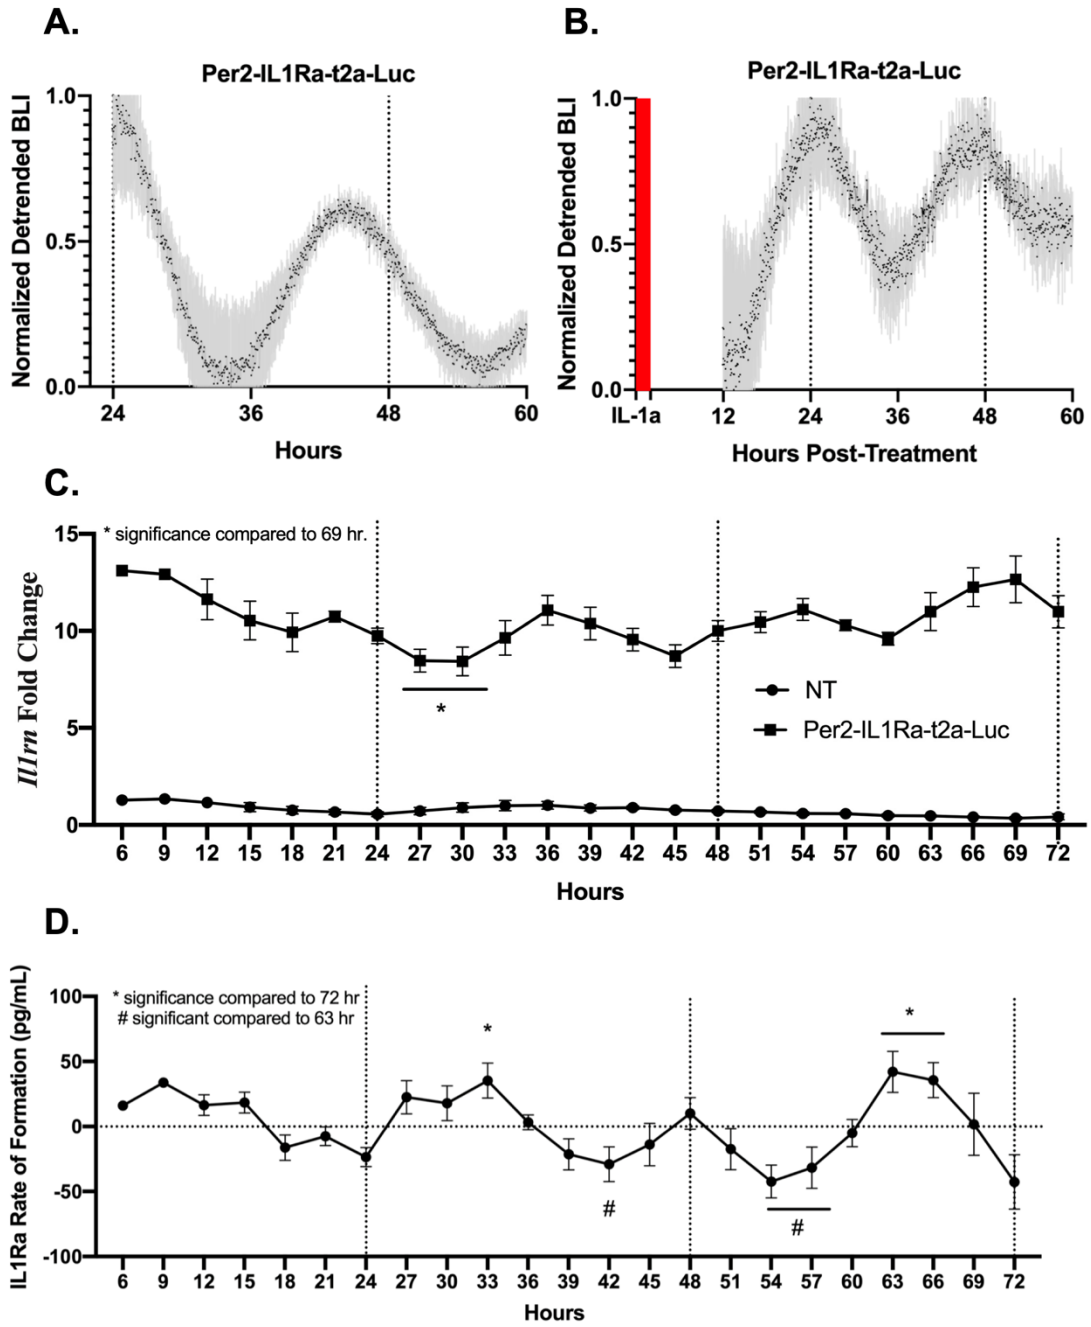 A.
Per2-IL1Ra-t2a-Luc
Normalized Detrended BLI
1.0
0.5
0.0
24 36 48 60
Hours
B.
Per2-IL1Ra-t2a-Luc
Normalized Detrended BLI
1.0
0.5
0.0
IL-1a 12 24 36 48 60
Hours Post-Treatment
C.
* significance compared to 69 hr.
Il1rn Fold Change
15
10
5
0
*
NT
Per2-IL1Ra-t2a-Luc
6 9 12 15 18 21 24 27 30 33 36 39 42 45 48 51 54 57 60 63 66 69 72
Hours
D.
* significance compared to 72 hr
# significant compared to 63 hr
IL1Ra Rate of Formation (pg/mL)
100
50
0
-50
-100
*
*
#
#
6 9 12 15 18 21 24 27 30 33 36 39 42 45 48 51 54 57 60 63 66 69 72
Hours